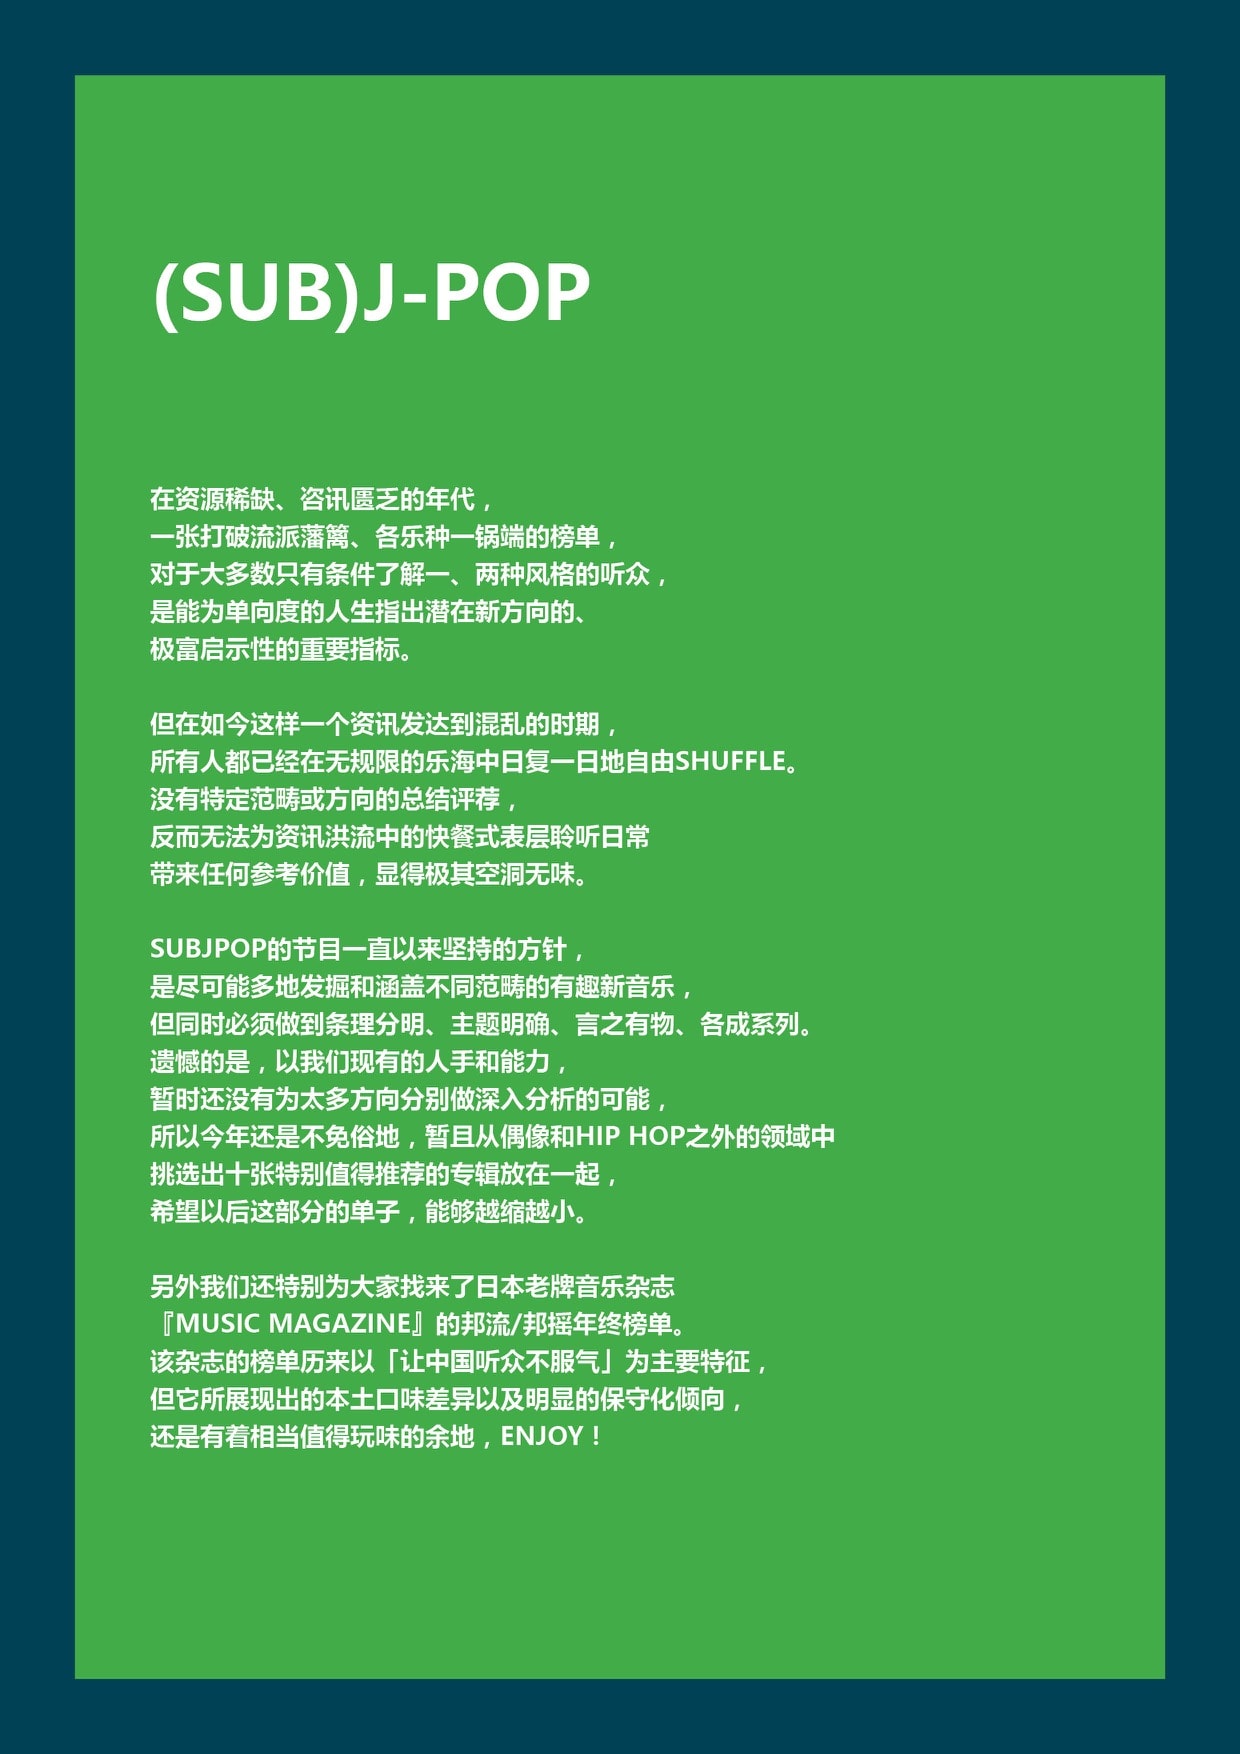 (SUB)J-POP
在资源稀缺、咨讯匮乏的年代，
一张打破流派藩篱、各乐种一锅端的榜单，
对于大多数只有条件了解一、两种风格的听众，
是能为单向度的人生指出潜在新方向的、
极富启示性的重要指标。
但在如今这样一个资讯发达到混乱的时期，
所有人都已经在无规限的乐海中日复一日地自由SHUFFLE。
没有特定范畴或方向的总结评荐，
反而无法为资讯洪流中的快餐式表层聆听日常
带来任何参考价值，显得极其空洞无味。
SUBJPOP的节目一直以来坚持的方针，
是尽可能多地发掘和涵盖不同范畴的有趣新音乐，
但同时必须做到条理分明、主题明确、言之有物、各成系列。
遗憾的是，以我们现有的人手和能力，
暂时还没有为太多方向分别做深入分析的可能，
所以今年还是不免俗地，暂且从偶像和HIP HOP之外的领域中
挑选出十张特别值得推荐的专辑放在一起，
希望以后这部分的单子，能够越缩越小。
另外我们还特别为大家找来了日本老牌音乐杂志
『MUSIC MAGAZINE』的邦流/邦摇年终榜单。
该杂志的榜单历来以「让中国听众不服气」为主要特征，
但它所展现出的本土口味差异以及明显的保守化倾向，
还是有着相当值得玩味的余地，ENJOY！